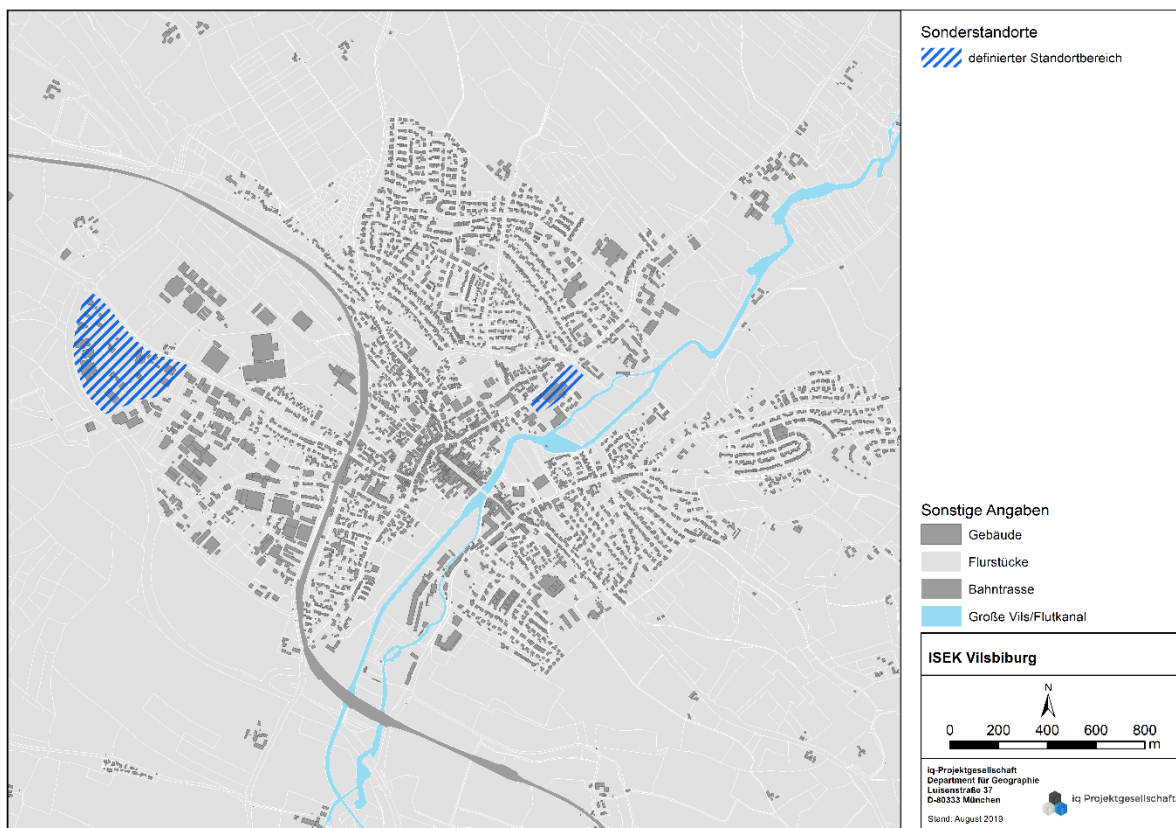 Sonderstandorte
definierter Standortbereich
Sonstige Angaben
Gebäude
Flurstücke
Bahntrasse
Große Vils/Flutkanal
ISEK Vilsbiburg
N
0 200 400 600 800
m
iq-Projektgesellschaft
Department für Geographie
Luisenstraße 37
D-80333 München
iq Projektgesellschaft
Stand: August 2019